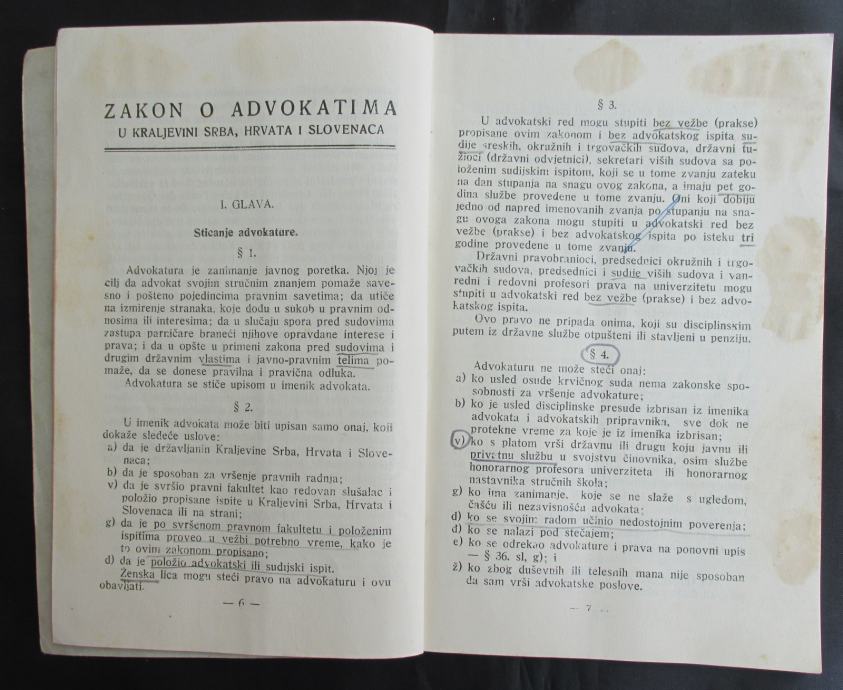 ZAKON O ADVOKATIMA
U KRALJEVINI SRBA, HRVATA I SLOVENACA
I. GLAVA.
Sticanje advokature.
§ 1.
Advokatura je zanimanje javnog poretka. Njoj je
cilj da advokat svojim stručnim znanjem pomaže save-
sno i pošteno pojedincima pravnim savetima; da utiče
na izmirenje stranaka, koje dođu u sukob u pravnim od-
nosima ili interesima; da u slučaju spora pred sudovima
zastupa parničare braneći njihove opravdane interese i
prava; i da u opšte u primeni zakona pred sudovima i
drugim državnim vlastima i javno-pravnim telima po-
maže, da se donese pravilna i pravična odluka.
Advokatura se stiče upisom u imenik advokata.
§ 2.
U imenik advokata može biti upisan samo onaj, koji
dokaže sledeće uslove:
a) da je državljanin Kraljevine Srba, Hrvata i Slove-
naca;
b) da je sposoban za vršenje pravnih radnja;
v) da je svršio pravni fakultet kao redovan slušalac i
položio propisane ispite u Kraljevini Srba, Hrvata i
Slovenaca ili na strani;
g) da je po svršenom pravnom fakultetu i položenim
ispitima proveo u vežbi potrebno vreme, kako je
to ovim zakonom propisano;
d) da je položio advokatski ili sudijski ispit.
Ženska lica mogu steći pravo na advokaturu i ovu
obavljati.
— 6 —
§ 3.
U advokatski red mogu stupiti bez vežbe (prakse)
propisane ovim zakonom i bez advokatskog ispita su-
dije sreskih, okružnih i trgovačkih sudova, državni tu-
žioci (državni odvjetnici), sekretari viših sudova sa po-
loženim sudijskim ispitom, koji se u tome zvanju zateku
na dan stupanja na snagu ovog zakona, a imaju pet go-
dina službe provedene u tome zvanju. Oni koji dobiju
jedno od napred imenovanih zvanja po stupanju na sna-
gu ovoga zakona mogu stupiti u advokatski red bez
vežbe (prakse) i bez advokatskog ispita po isteku tri
godine provedene u tome zvanju.
Državni pravobranioci, predsednici okružnih i trgo-
vačkih sudova, predsednici i sudije viših sudova i van-
redni i redovni profesori prava na univerzitetu mogu
stupiti u advokatski red bez vežbe (prakse) i bez advo-
katskog ispita.
Ovo pravo ne pripada onima, koji su disciplinskim
putem iz državne službe otpušteni ili stavljeni u penziju.
§ 4.
Advokaturu ne može steći onaj:
a) ko usled osude krvičnog suda nema zakonske spo-
sobnosti za vršenje advokature;
b) ko je usled disciplinske presude izbrisan iz imenika
advokata i advokatskih pripravnika, sve dok ne
protekne vreme za koje je iz imenika izbrisan;
v) ko s platom vrši državnu ili drugu koju javnu ili
privatnu službu u svojstvu činovnika, osim službe
honorarnog profesora univerziteta ili honorarnog
nastavnika stručnih škola;
g) ko ima zanimanje, koje se ne slaže s ugledom,
čašću ili nezavisnošću advokata;
d) ko se svojim radom učinio nedostojnim poverenja;
đ) ko se nalazi pod stečajem;
e) ko se odrekao advokature i prava na ponovni upis
— § 36. sl, g); i
ž) ko zbog duševnih ili telesnih mana nije sposoban
da sam vrši advokatske poslove.
— 7 —